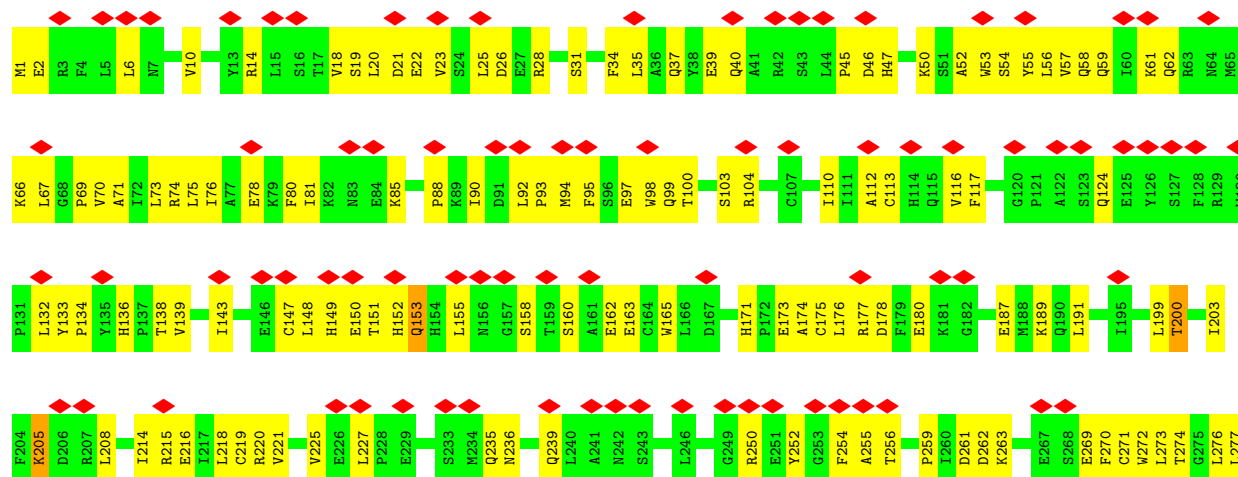 M1 E2 R3 F4 L5 L6 N7 V10 Y13 R14 L15 S16 T17 V18 S19 L20 D21 E22 V23 S24 L25 D26 E27 R28 S31 F34 L35 A36 Q37 Y38 E39 Q40 A41 R42 S43 L44 P45 D46 H47 K50 S51 A52 W53 S54 Y55 L56 V57 Q58 Q59 I60 K61 Q62 R63 N64 M65
K66 L67 G68 P69 V70 A71 I72 L73 R74 L75 I76 A77 E78 K79 F80 I81 K82 N83 E84 K85 P88 K89 I90 D91 L92 P93 M94 F95 S96 E97 W98 Q99 T100 S103 R104 C107 I110 I111 A112 C113 H114 Q115 V116 F117 G120 P121 A122 S123 Q124 E125 Y126 S127 F128 R129
P131 L132 Y133 P134 Y135 H136 P137 T138 V139 I143 E146 C147 L148 H149 E150 T151 H152 Q153 H154 L155 N156 G157 S158 T159 S160 A161 E162 E163 C164 W165 L166 D167 H171 P172 E173 A174 C175 L176 R177 D178 F179 E180 K181 G182 E187 M188 K189 Q190 L191 I195 L199 T200 I203
F204 K205 D206 R207 L208 I214 R215 E216 I217 L218 C219 R220 V221 V225 E226 L227 P228 E229 S233 M234 Q235 N236 Q239 L240 A241 N242 S243 L246 G249 R250 E251 Y252 G253 F254 A255 T256 P259 I260 D261 D262 K263 E267 S268 E269 F270 C271 W272 L273 T274 G275 L276 L277